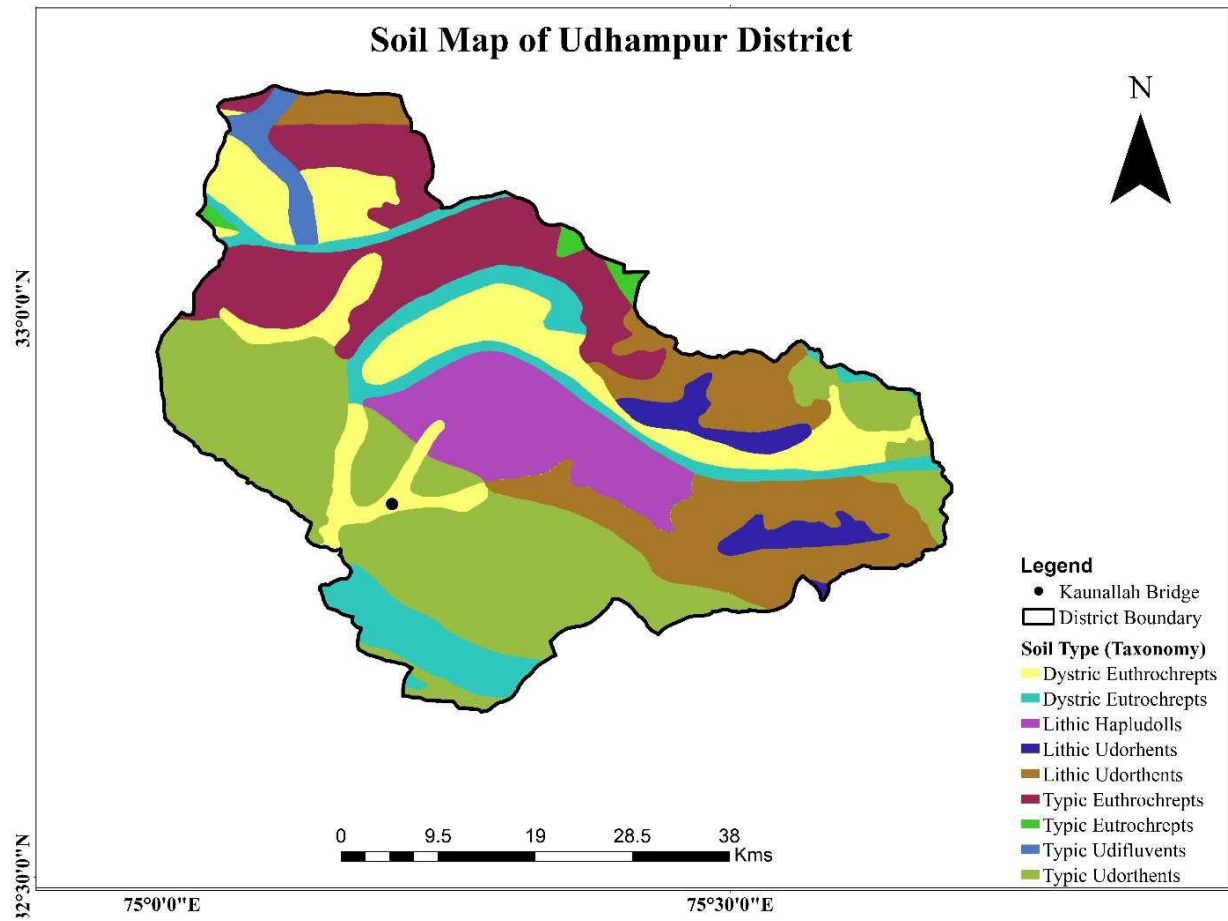 Soil Map of Udhampur District
N
33°0'0"N
Legend
Kaunallah Bridge
District Boundary
Soil Type (Taxonomy)
Dystric Euthrochrepts
Dystric Eutrochrepts
Lithic Hapludolls
Lithic Udorhents
Lithic Udorthents
Typic Euthrochrepts
Typic Eutrochrepts
Typic Udifluvents
Typic Udorthents
0 9.5 19 28.5 38
Kms
32°30'0"N
75°0'0"E 75°30'0"E